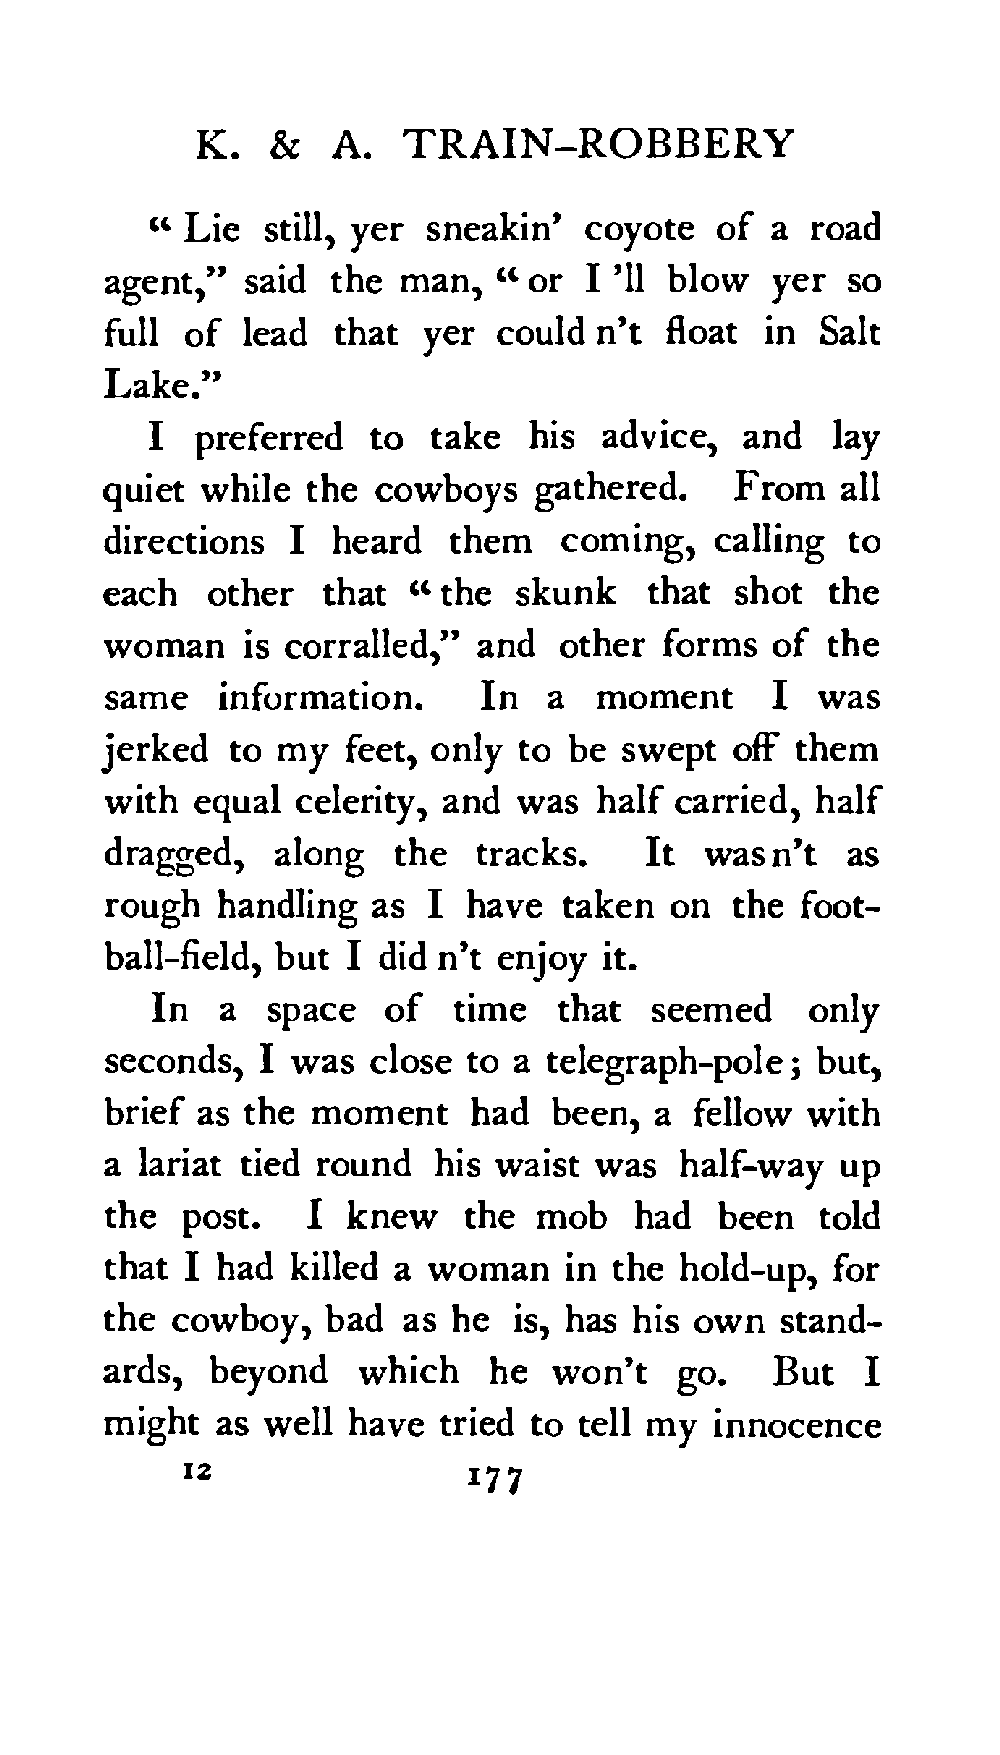 K. & A. TRAIN-ROBBERY
“ Lie still, yer sneakin’ coyote of a road
agent,” said the man, “ or I ’ll blow yer so
full of lead that yer could n’t float in Salt
Lake.”
I preferred to take his advice, and lay
quiet while the cowboys gathered. From all
directions I heard them coming, calling to
each other that “ the skunk that shot the
woman is corralled,” and other forms of the
same information. In a moment I was
jerked to my feet, only to be swept off them
with equal celerity, and was half carried, half
dragged, along the tracks. It was n’t as
rough handling as I have taken on the foot-
ball-field, but I did n’t enjoy it.
In a space of time that seemed only
seconds, I was close to a telegraph-pole; but,
brief as the moment had been, a fellow with
a lariat tied round his waist was half-way up
the post. I knew the mob had been told
that I had killed a woman in the hold-up, for
the cowboy, bad as he is, has his own stand-
ards, beyond which he won’t go. But I
might as well have tried to tell my innocence
12 177